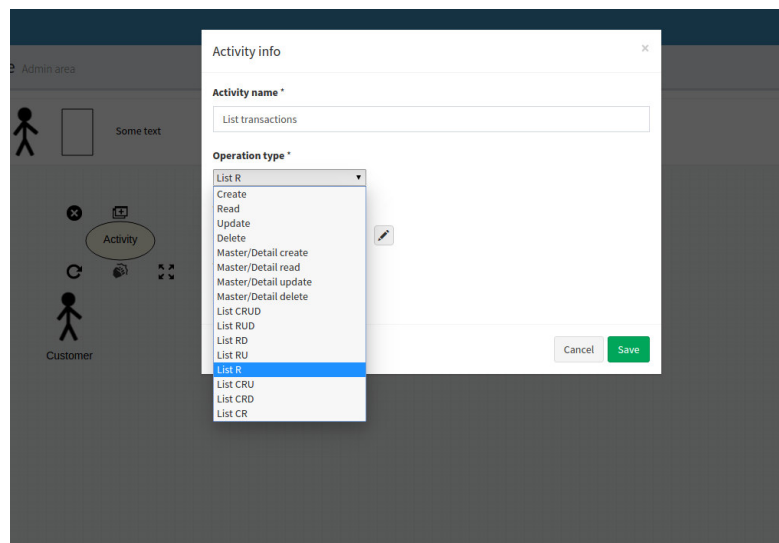 Activity info
×
Admin area
Activity name *
List transactions
Some text
Operation type *
List R
Create
Read
Update
Delete
Master/Detail create
Master/Detail read
Master/Detail update
Master/Detail delete
List CRUD
List RUD
List RD
List RU
List R
List CRU
List CRD
List CR
Activity
Customer
Cancel
Save